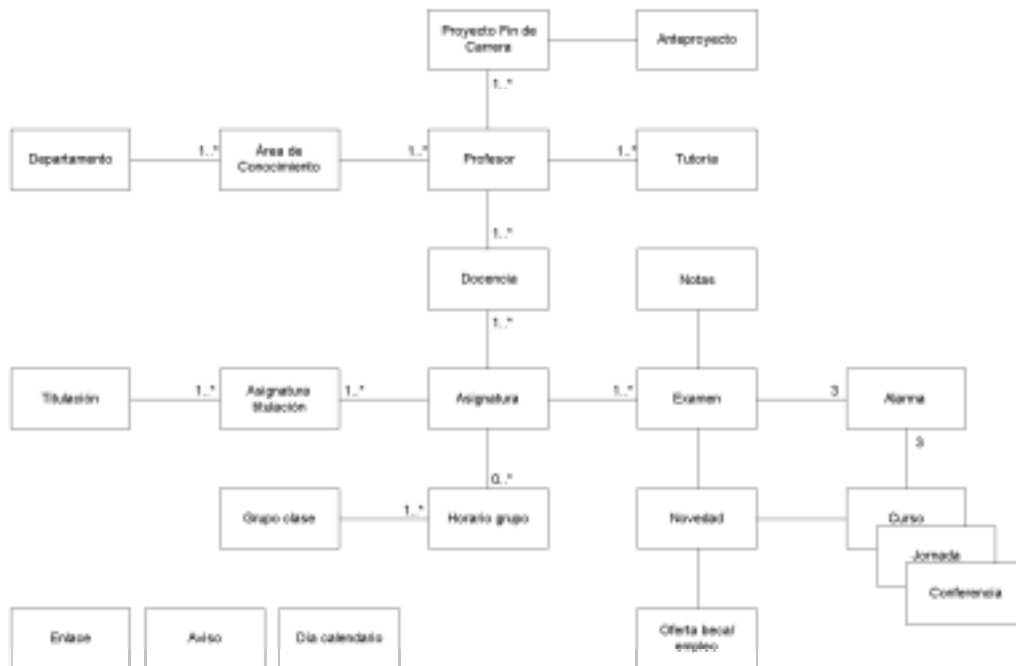 Proyecto Fin de
Carrera
Anteproyecto
1..*
Departamento
1..*
Área de
Conocimiento
1..*
Profesor
1..*
Tutoría
1..*
Docencia
Notas
1..*
Titulación
1..*
Asignatura
titulación
1..*
Asignatura
1..*
Examen
3
Alarma
3
0..*
Grupo clase
1..*
Horario grupo
Novedad
Curso
Jornada
Conferencia
Enlace
Aviso
Día calendario
Oferta beca/
empleo